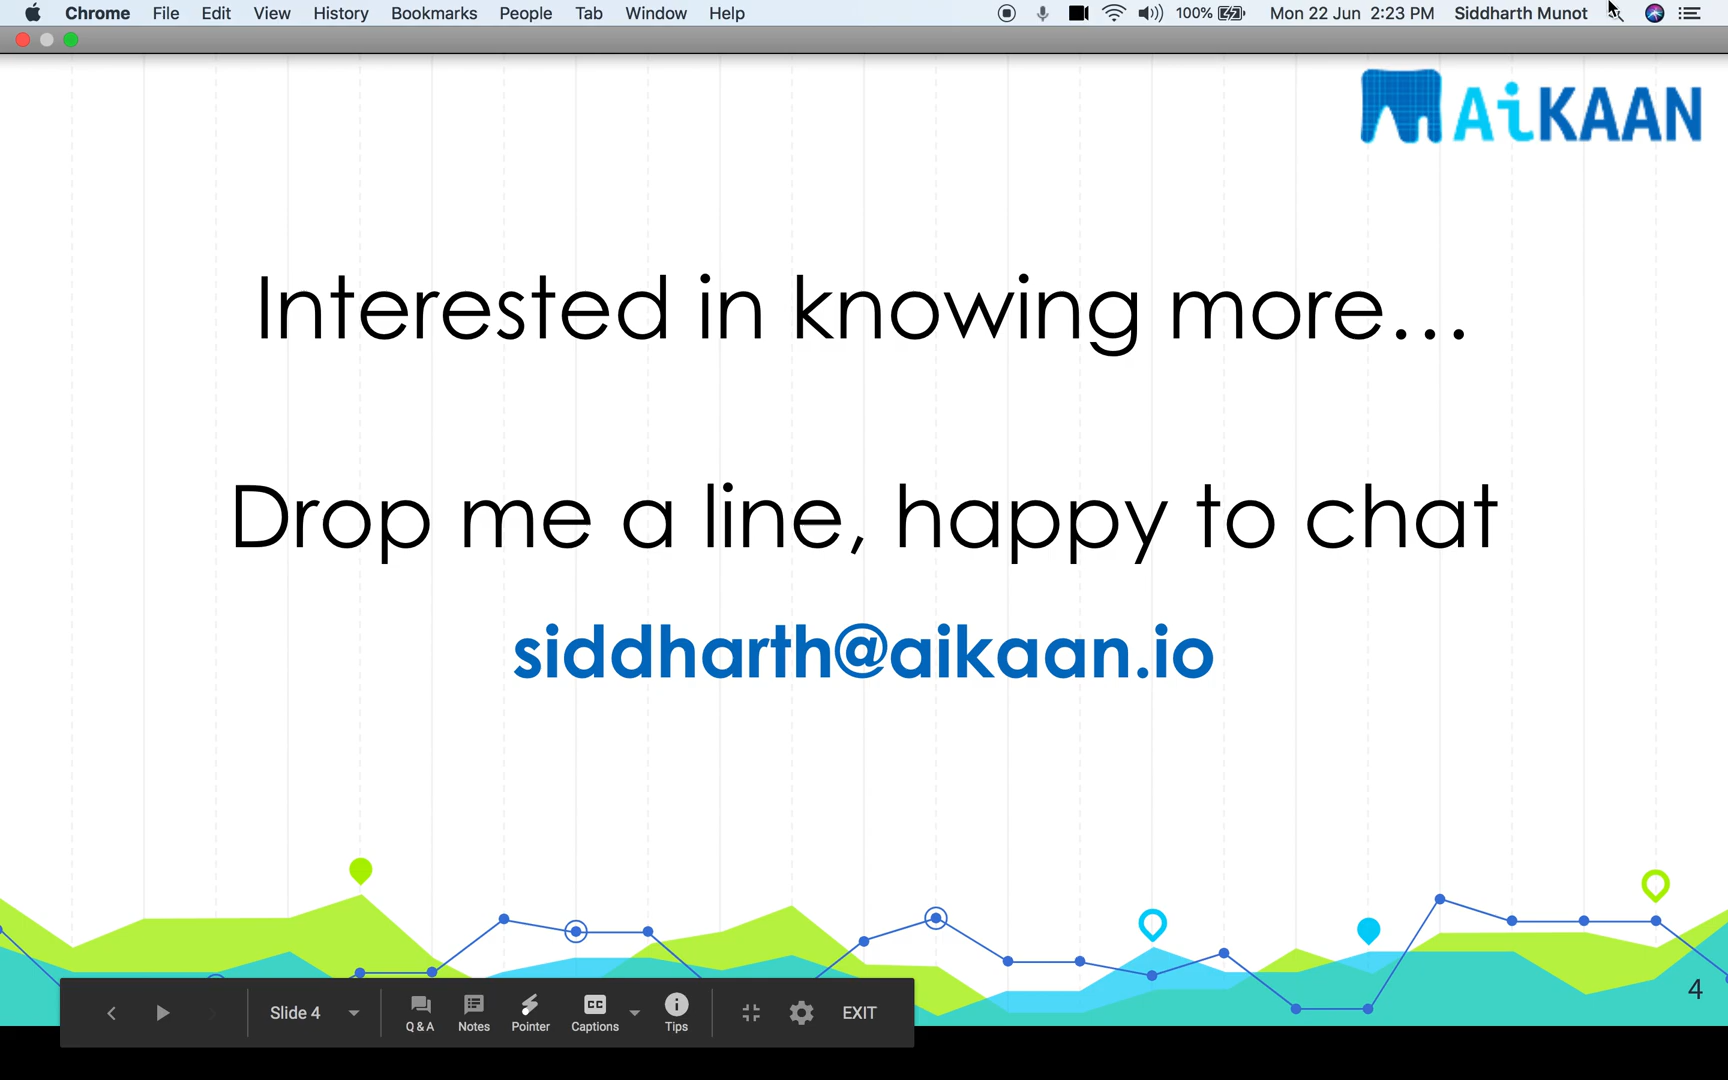 Chrome File Edit View History Bookmarks People Tab Window Help 100% Mon 22 Jun 2:23 PM Siddharth Munot
AiKAAN
Interested in knowing more...
Drop me a line, happy to chat
siddharth@aikaan.io
4
Slide 4 Q & A Notes Pointer CC Captions Tips EXIT